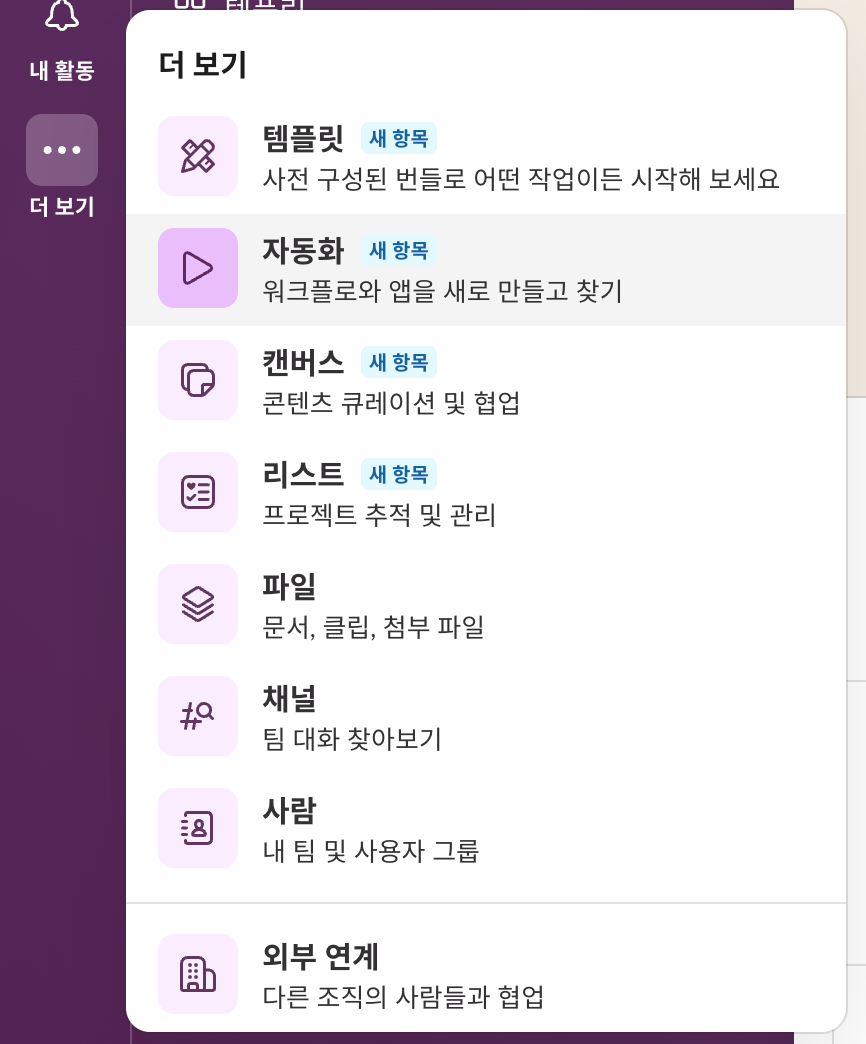 내 활동
더 보기
더 보기
템플릿 새 항목
사전 구성된 번들로 어떤 작업이든 시작해 보세요
자동화 새 항목
워크플로와 앱을 새로 만들고 찾기
캔버스 새 항목
콘텐츠 큐레이션 및 협업
리스트 새 항목
프로젝트 추적 및 관리
파일
문서, 클립, 첨부 파일
채널
팀 대화 찾아보기
사람
내 팀 및 사용자 그룹
외부 연계
다른 조직의 사람들과 협업